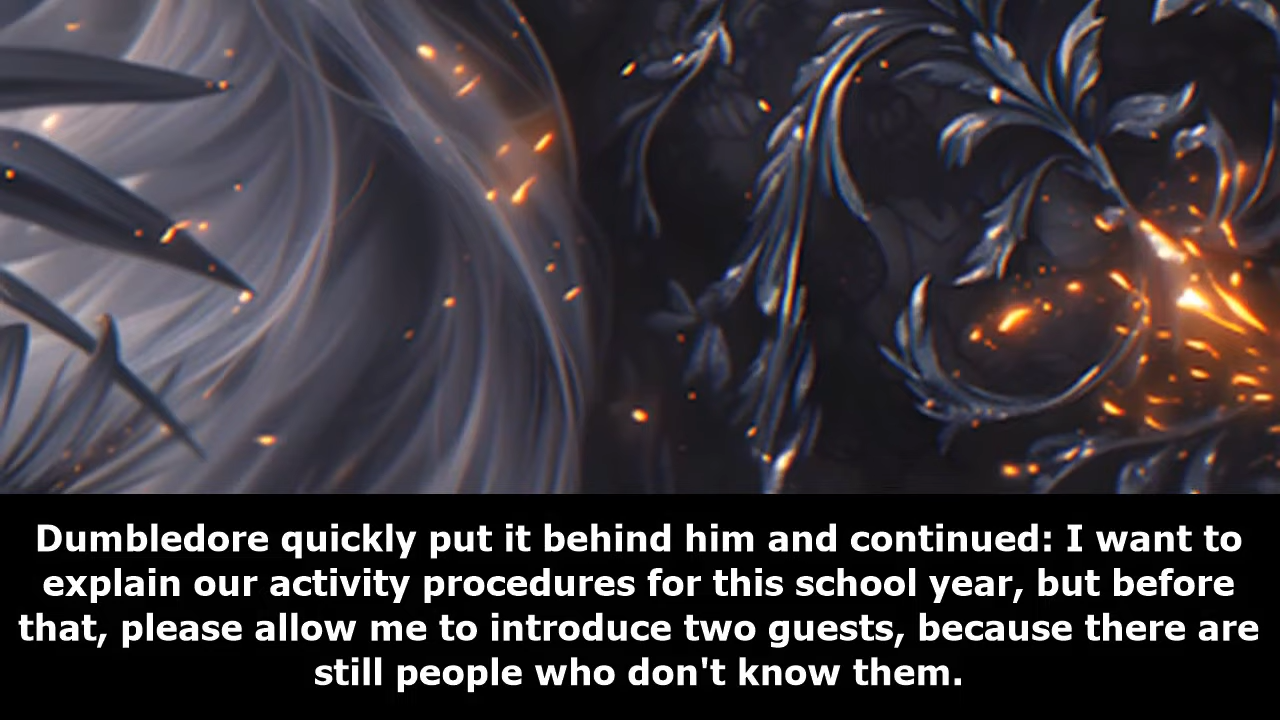 Dumbledore quickly put it behind him and continued: I want to
explain our activity procedures for this school year, but before
that, please allow me to introduce two guests, because there are
still people who don't know them.